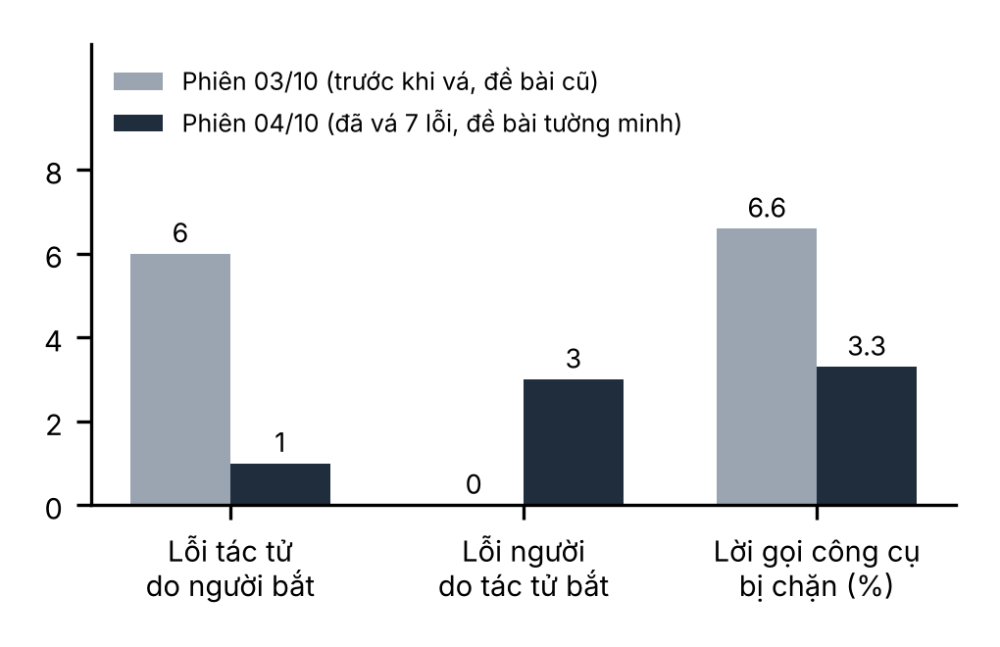 Phiên 03/10 (trước khi vá, đề bài cũ)
Phiên 04/10 (đã vá 7 lỗi, đề bài tường minh)
8
6
4
2
0
6
1
0
3
6.6
3.3
Lỗi tác tử
do người bắt
Lỗi người
do tác tử bắt
Lời gọi công cụ
bị chặn (%)